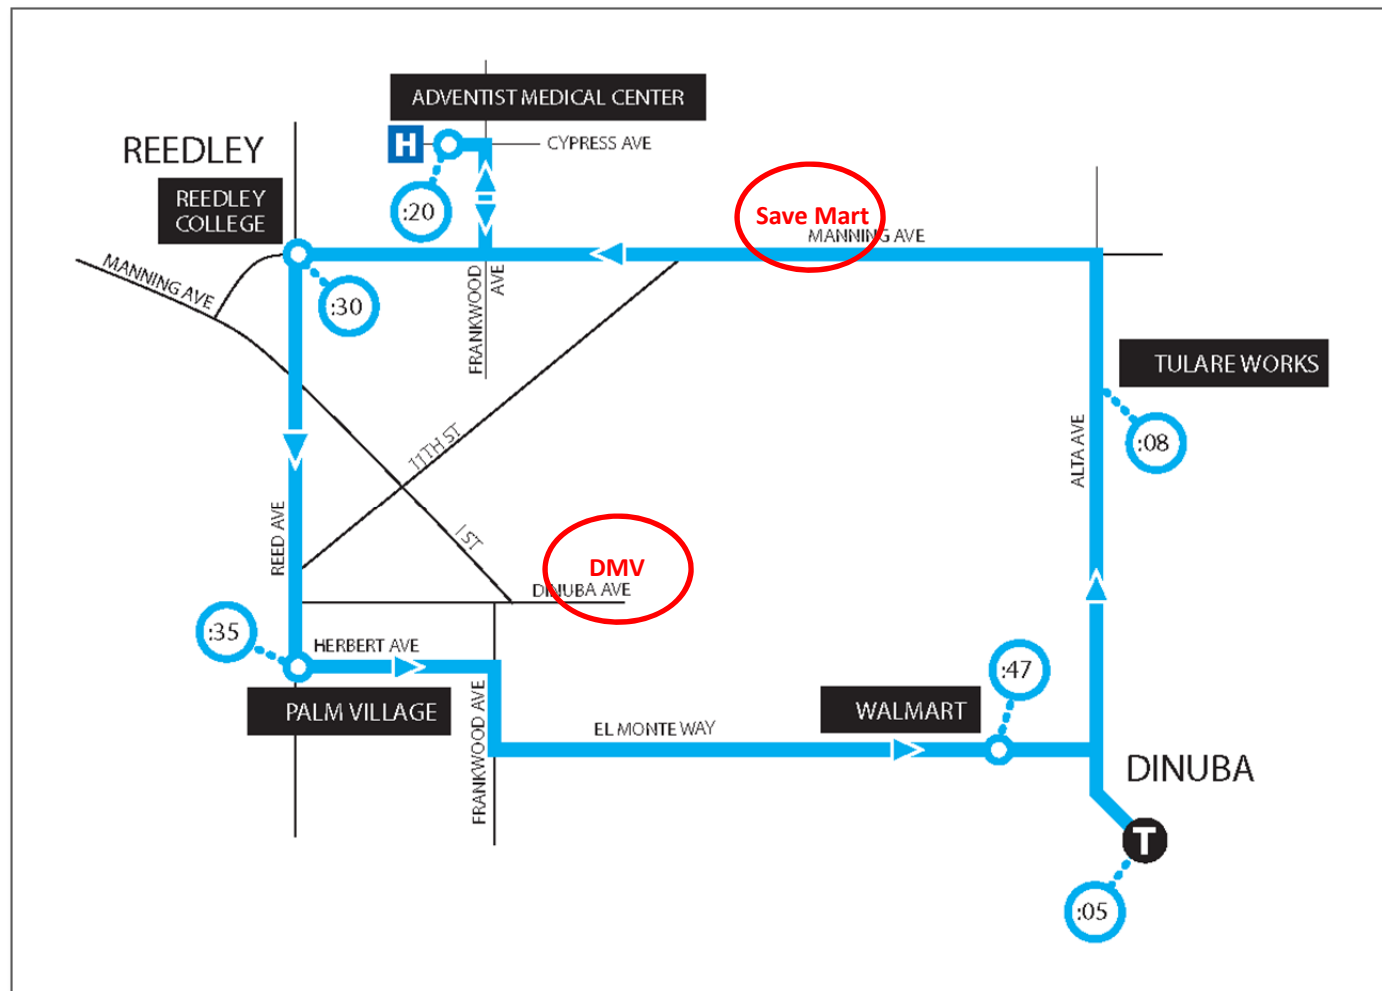 ADVENTIST MEDICAL CENTER
H
CYPRESS AVE
REEDLEY
REEDLEY
COLLEGE
:20
Save Mart
MANNING AVE
MANNING AVE
:30
FRANKWOOD
AVE
TULARE WORKS
:08
ALTA AVE
11TH ST
I ST
REED AVE
DMV
DINUBA AVE
:35
HERBERT AVE
PALM VILLAGE
FRANKWOOD AVE
EL MONTE WAY
WALMART
:47
DINUBA
T
:05